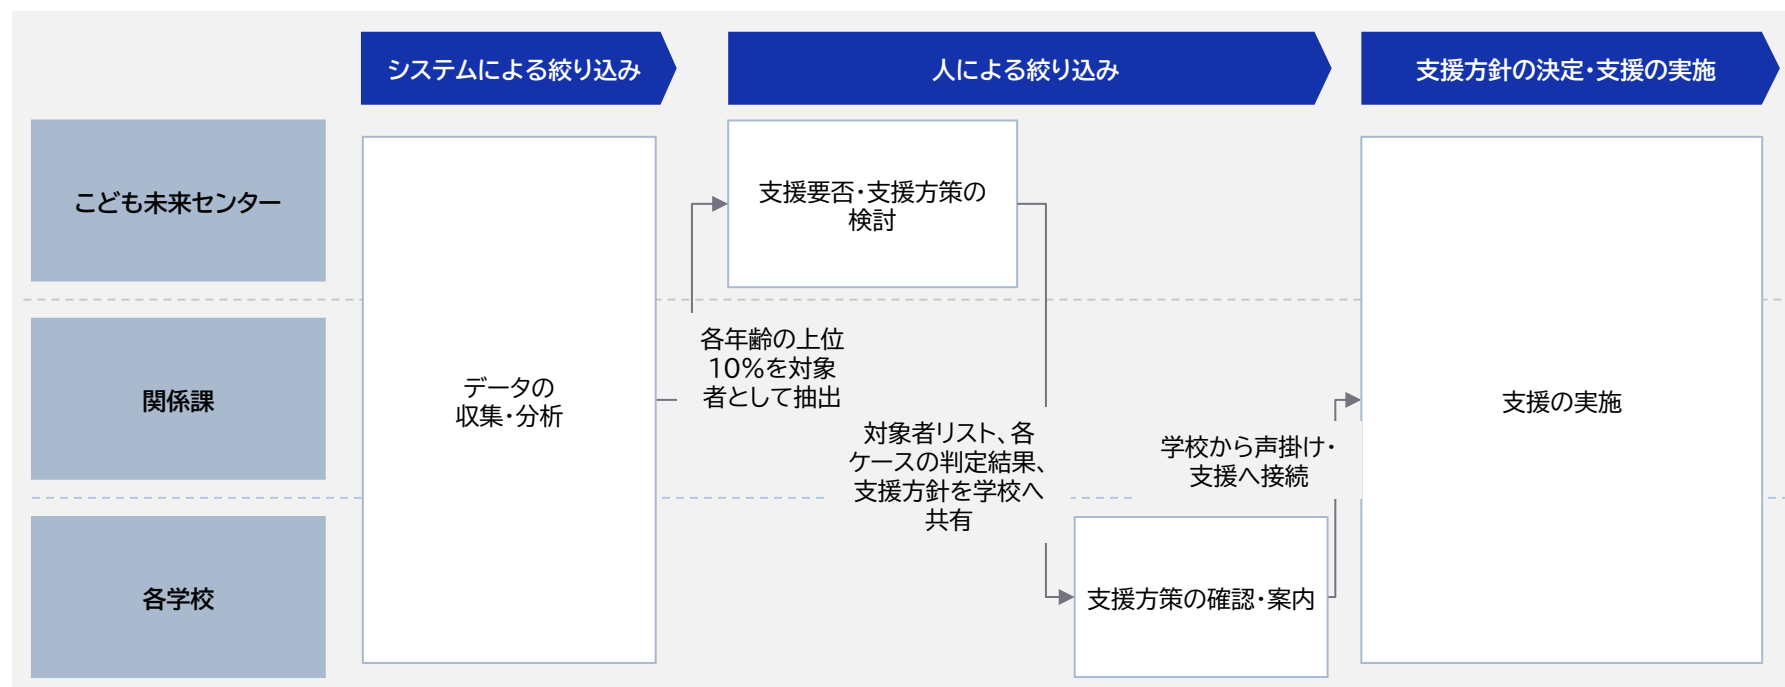 システムによる絞り込み
人による絞り込み
支援方針の決定・支援の実施
こども未来センター
支援要否・支援方策の
検討
関係課
データの
収集・分析
各年齢の上位
10%を対象
者として抽出
対象者リスト、各
ケースの判定結果、
支援方針を学校へ
共有
学校から声掛け・
支援へ接続
支援の実施
各学校
支援方策の確認・案内